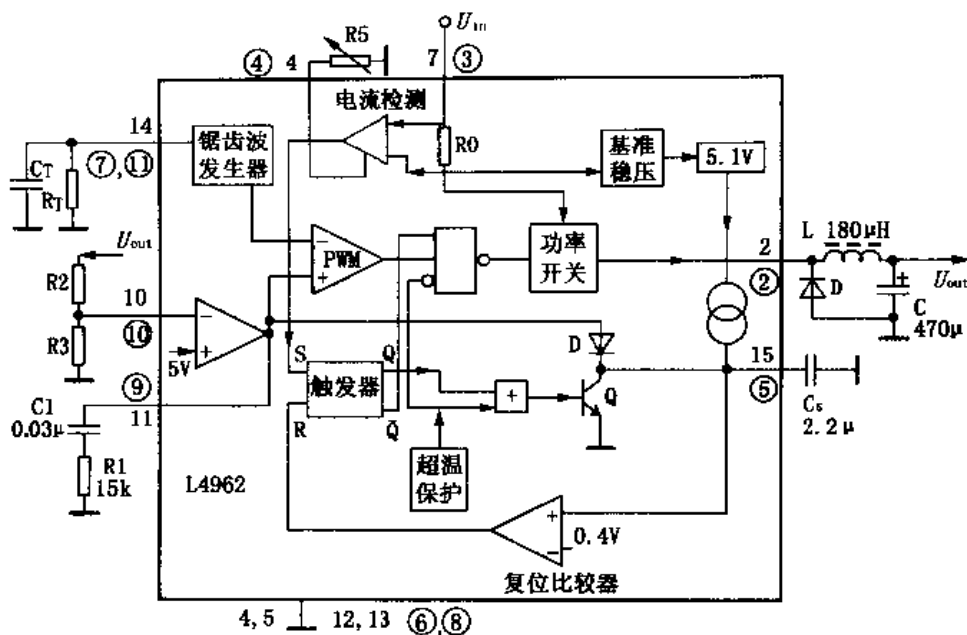 Uin
R5
④ 4
7 ③
电流检测
14
R0
锯齿波
发生器
基准
稳压
5.1V
CT
⑦,⑪
RT
Uout
PWM
功率
开关
2
L 180μH
②
Uout
R2
10
D
C
470μ
⑩
R3
5V
D
15
⑨
S
Q
触发器
+
Q
⑤
Cs
2.2μ
C1
0.03μ
11
R
Q̄
R1
15k
超温
保护
L4962
0.4V
复位比较器
4,5
12,13
⑥,⑧